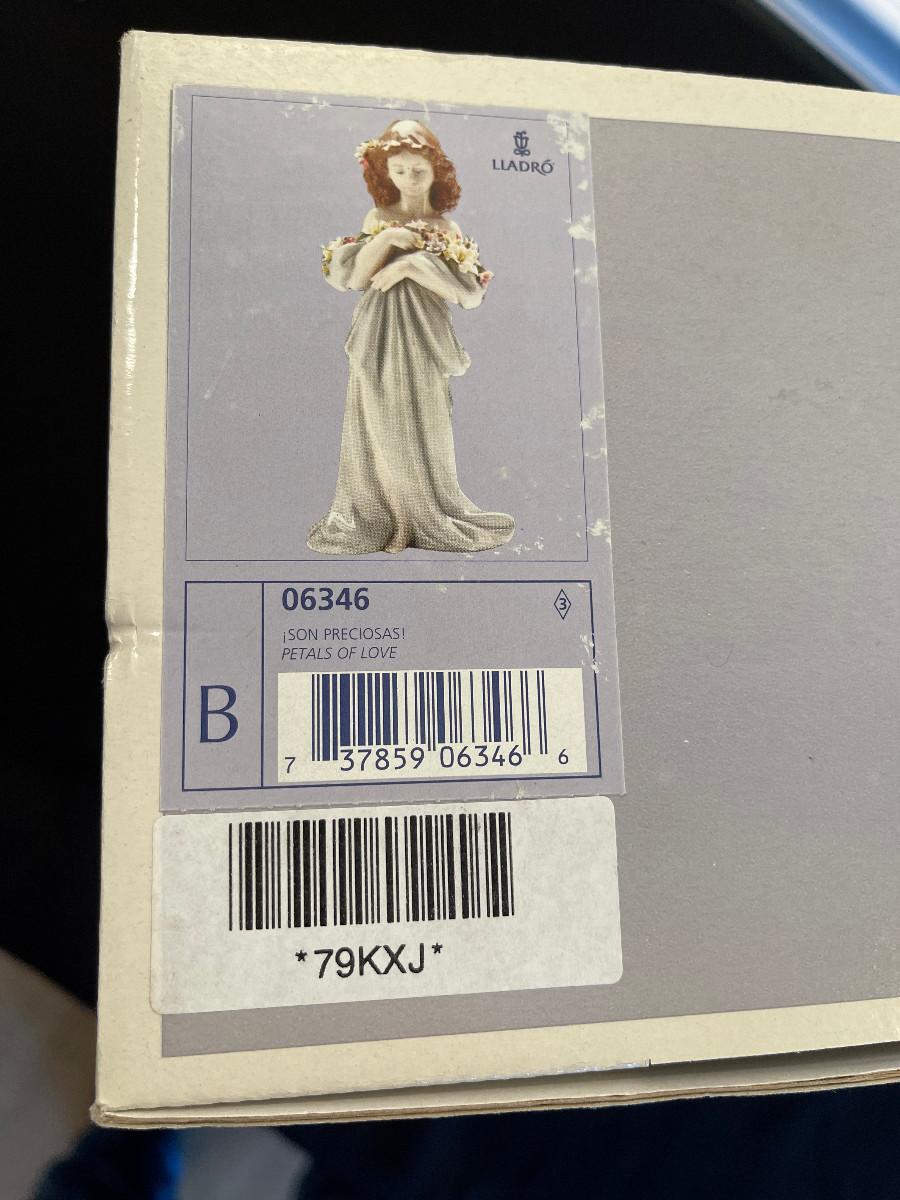 LLADRÓ
06346
3
¡SON PRECIOSAS!
PETALS OF LOVE
B
7 37859 06346 6
*79KXJ*